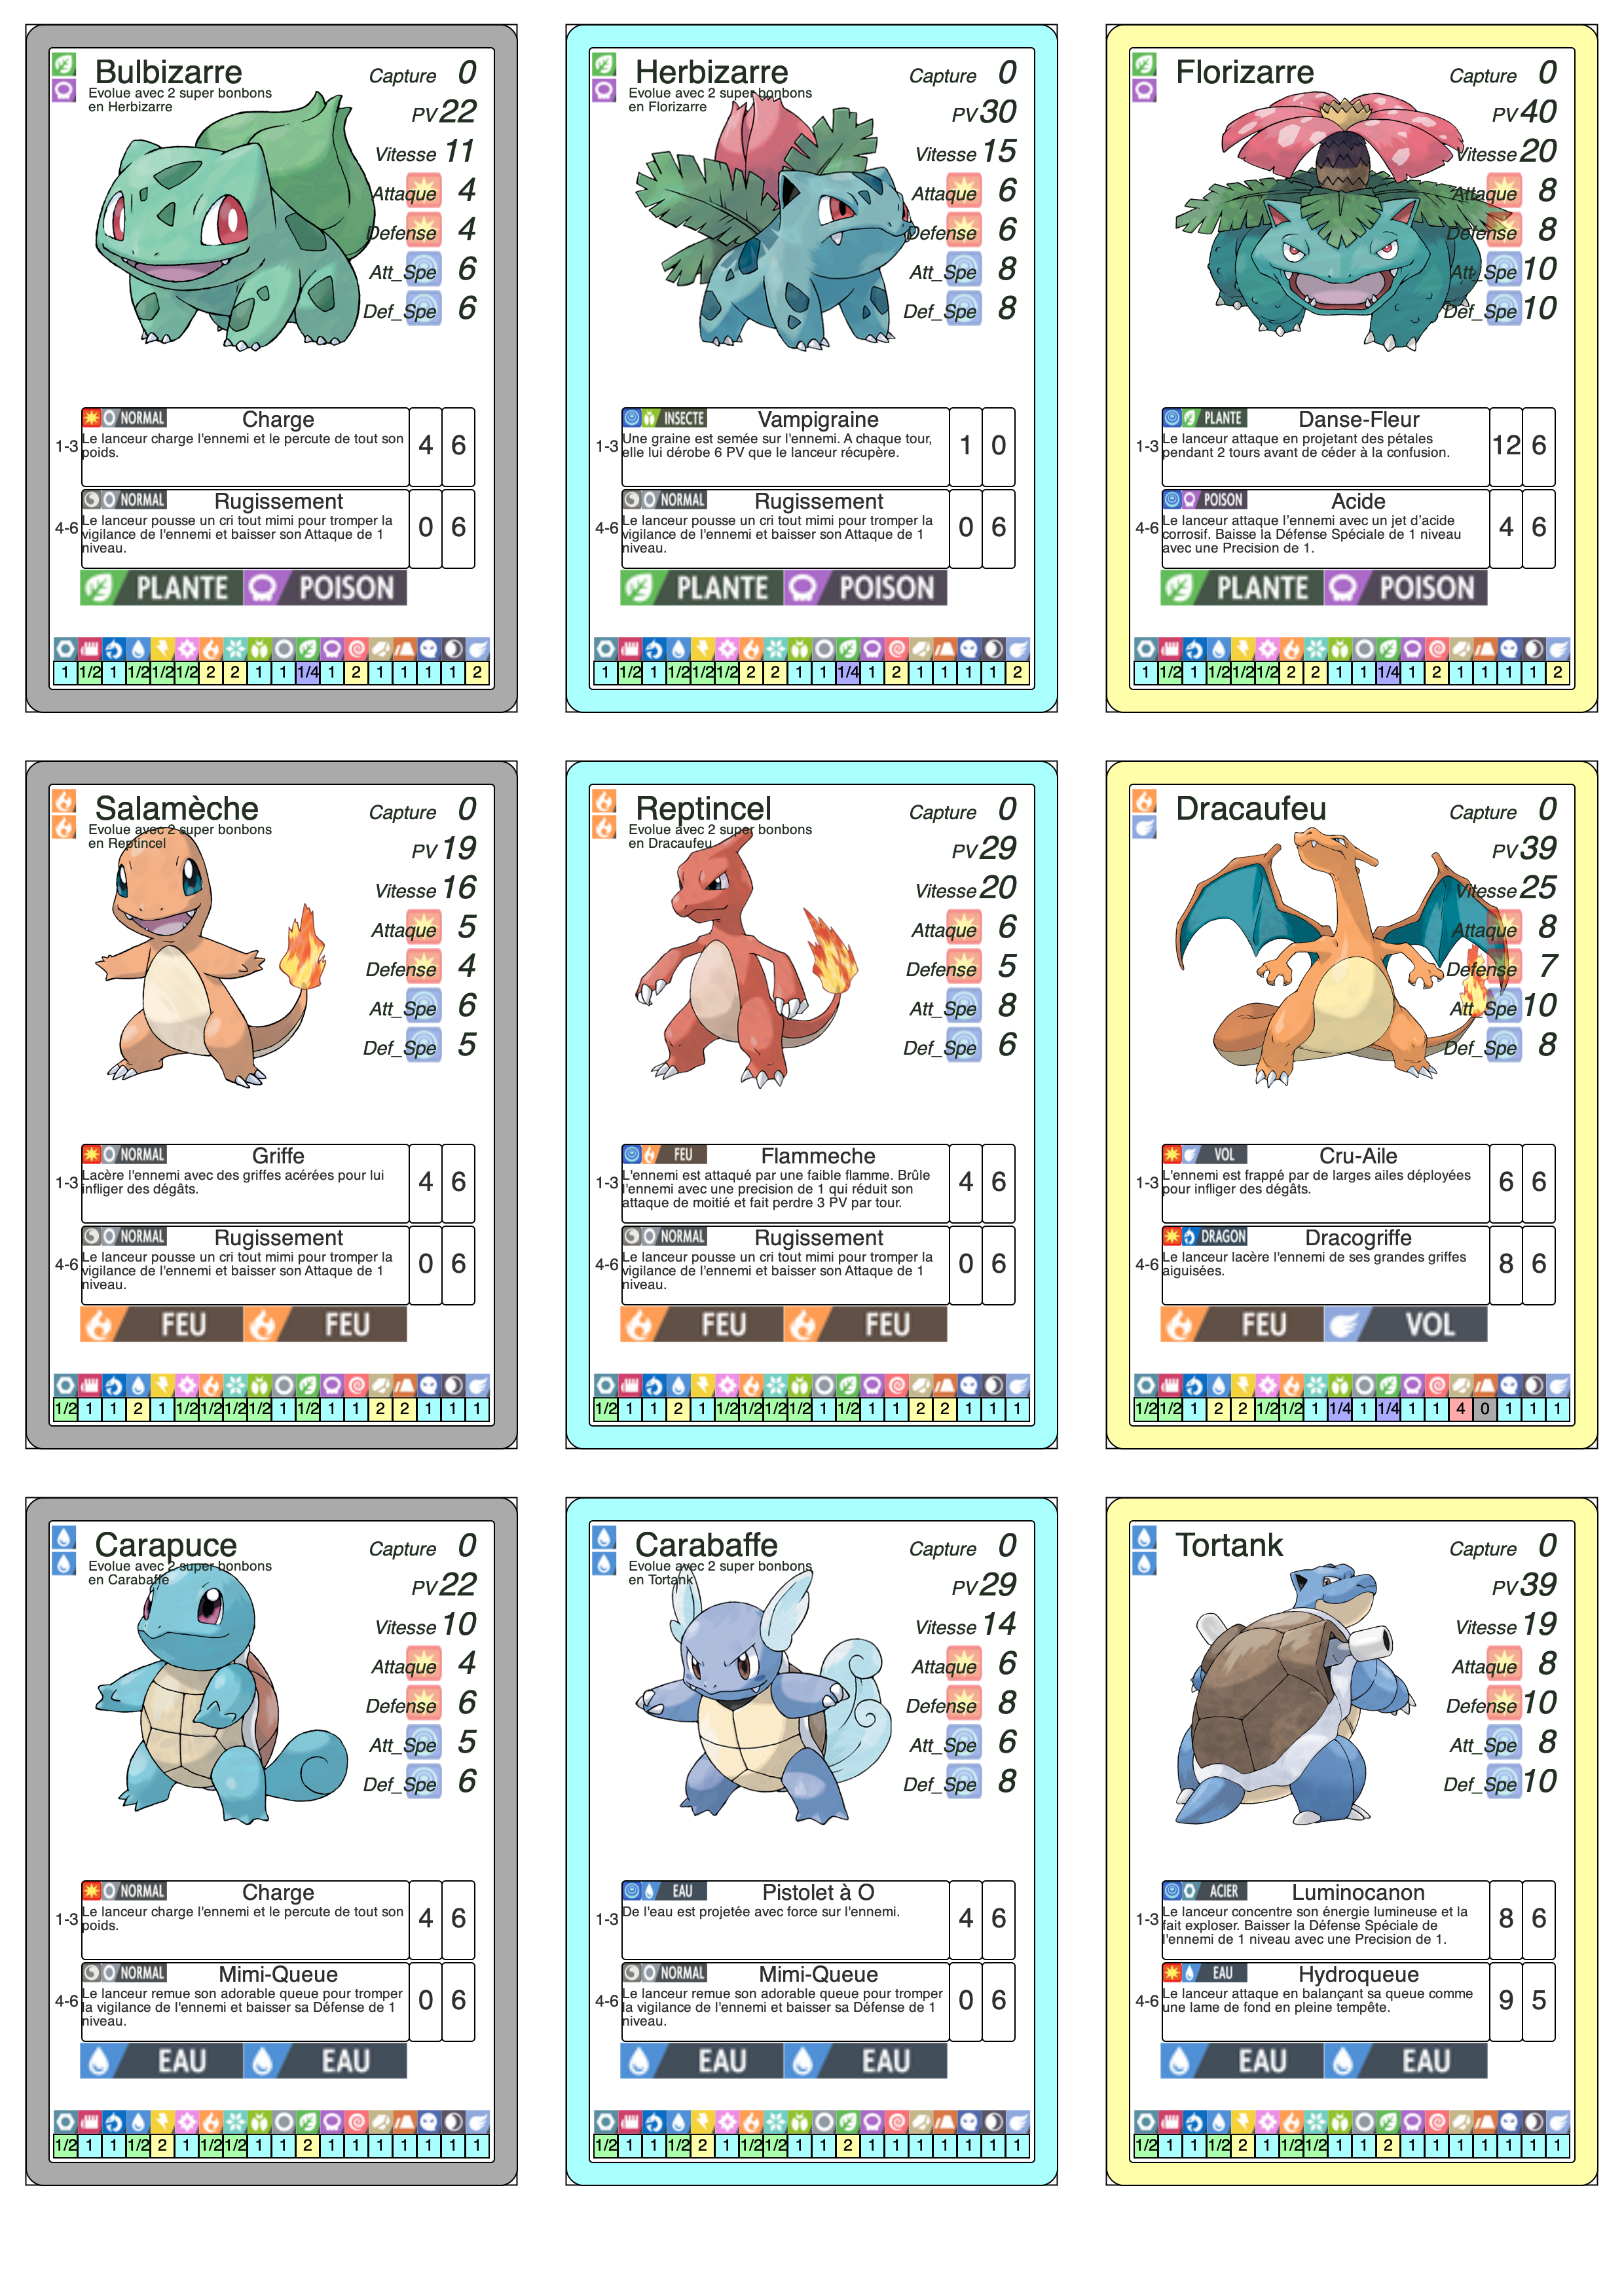 Bulbizarre
Capture 0
Evolue avec 2 super bonbons
en Herbizarre
PV 22
Vitesse 11
Attaque 4
Defense 4
Att_Spe 6
Def_Spe 6
NORMAL Charge
1-3 Le lanceur charge l'ennemi et le percute de tout son 4 6
poids.
NORMAL Rugissement
Le lanceur pousse un cri tout mimi pour tromper la
4-6 vigilance de l'ennemi et baisser son Attaque de 1 0 6
niveau.
PLANTE POISON
1 1/2 1 1/2 1/2 1/2 2 2 1 1 1/4 1 2 1 1 1 1 2
Herbizarre
Capture 0
Evolue avec 2 super bonbons
en Florizarre
PV 30
Vitesse 15
Attaque 6
Defense 6
Att_Spe 8
Def_Spe 8
INSECTE Vampigraine
Une graine est semée sur l'ennemi. A chaque tour,
1-3 elle lui dérobe 6 PV que le lanceur récupère. 1 0
NORMAL Rugissement
Le lanceur pousse un cri tout mimi pour tromper la
4-6 vigilance de l'ennemi et baisser son Attaque de 1 0 6
niveau.
PLANTE POISON
1 1/2 1 1/2 1/2 1/2 2 2 1 1 1/4 1 2 1 1 1 1 2
Florizarre
Capture 0
PV 40
Vitesse 20
Attaque 8
Defense 8
Att_Spe 10
Def_Spe 10
PLANTE Danse-Fleur
Le lanceur attaque en projetant des pétales
1-3 pendant 2 tours avant de céder à la confusion. 12 6
POISON Acide
Le lanceur attaque l'ennemi avec un jet d'acide
4-6 corrosif. Baisse la Défense Spéciale de 1 niveau 4 6
avec une Precision de 1.
PLANTE POISON
1 1/2 1 1/2 1/2 1/2 2 2 1 1 1/4 1 2 1 1 1 1 2
Salamèche
Capture 0
Evolue avec 2 super bonbons
en Reptincel
PV 19
Vitesse 16
Attaque 5
Defense 4
Att_Spe 6
Def_Spe 5
NORMAL Griffe
Lacère l'ennemi avec des griffes acérées pour lui
1-3 infliger des dégâts. 4 6
NORMAL Rugissement
Le lanceur pousse un cri tout mimi pour tromper la
4-6 vigilance de l'ennemi et baisser son Attaque de 1 0 6
niveau.
FEU FEU
1/2 1 1 2 1 1/2 1/2 1/2 1/2 1 1/2 1 1 2 2 1 1 1
Reptincel
Capture 0
Evolue avec 2 super bonbons
en Dracaufeu
PV 29
Vitesse 20
Attaque 6
Defense 5
Att_Spe 8
Def_Spe 6
FEU Flammeche
L'ennemi est attaqué par une faible flamme. Brûle
1-3 l'ennemi avec une precision de 1 qui réduit son 4 6
attaque de moitié et fait perdre 3 PV par tour.
NORMAL Rugissement
Le lanceur pousse un cri tout mimi pour tromper la
4-6 vigilance de l'ennemi et baisser son Attaque de 1 0 6
niveau.
FEU FEU
1/2 1 1 2 1 1/2 1/2 1/2 1/2 1 1/2 1 1 2 2 1 1 1
Dracaufeu
Capture 0
PV 39
Vitesse 25
Attaque 8
Defense 7
Att_Spe 10
Def_Spe 8
VOL Cru-Aile
L'ennemi est frappé par de larges ailes déployées
1-3 pour infliger des dégâts. 6 6
DRAGON Dracogriffe
Le lanceur lacère l'ennemi de ses grandes griffes
4-6 aiguisées. 8 6
FEU VOL
1/2 1/2 1 2 2 1/2 1/2 1 1/4 1 1/4 1 1 4 0 1 1 1
Carapuce
Capture 0
Evolue avec 2 super bonbons
en Carabaffe
PV 22
Vitesse 10
Attaque 4
Defense 6
Att_Spe 5
Def_Spe 6
NORMAL Charge
1-3 Le lanceur charge l'ennemi et le percute de tout son 4 6
poids.
NORMAL Mimi-Queue
Le lanceur remue son adorable queue pour tromper
4-6 la vigilance de l'ennemi et baisser sa Défense de 1 0 6
niveau.
EAU EAU
1/2 1 1 1/2 2 1 1/2 1/2 1 1 2 1 1 1 1 1 1 1
Carabaffe
Capture 0
Evolue avec 2 super bonbons
en Tortank
PV 29
Vitesse 14
Attaque 6
Defense 8
Att_Spe 6
Def_Spe 8
EAU Pistolet à O
1-3 De l'eau est projetée avec force sur l'ennemi. 4 6
NORMAL Mimi-Queue
Le lanceur remue son adorable queue pour tromper
4-6 la vigilance de l'ennemi et baisser sa Défense de 1 0 6
niveau.
EAU EAU
1/2 1 1 1/2 2 1 1/2 1/2 1 1 2 1 1 1 1 1 1 1
Tortank
Capture 0
PV 39
Vitesse 19
Attaque 8
Defense 10
Att_Spe 8
Def_Spe 10
ACIER Luminocanon
Le lanceur concentre son énergie lumineuse et la
1-3 fait exploser. Baisser la Défense Spéciale de 8 6
l'ennemi de 1 niveau avec une Precision de 1.
EAU Hydroqueue
Le lanceur attaque en balançant sa queue comme
4-6 une lame de fond en pleine tempête. 9 5
EAU EAU
1/2 1 1 1/2 2 1 1/2 1/2 1 1 2 1 1 1 1 1 1 1